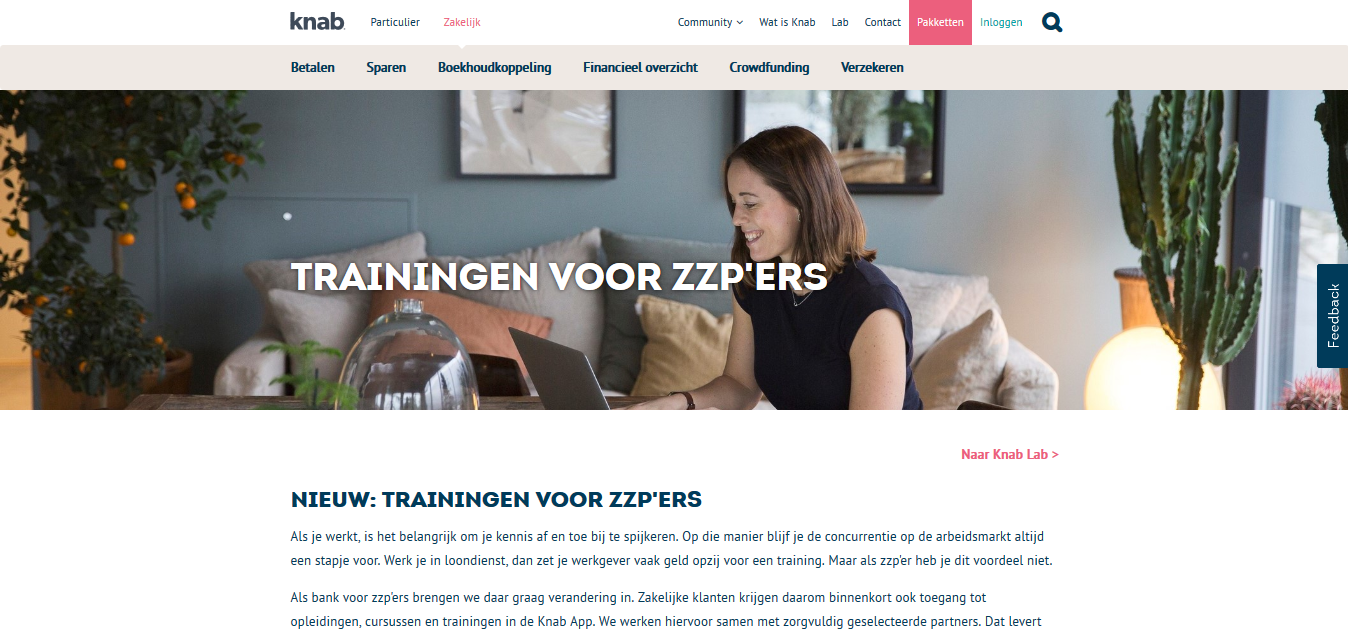 knab.
Particulier
Zakelijk
Community
Wat is Knab
Lab
Contact
Pakketten
Inloggen
Betalen
Sparen
Boekhoudkoppeling
Financieel overzicht
Crowdfunding
Verzekeren
TRAININGEN VOOR ZZP'ERS
Feedback
Naar Knab Lab >
NIEUW: TRAININGEN VOOR ZZP'ERS
Als je werkt, is het belangrijk om je kennis af en toe bij te spijkeren. Op die manier blijf je de concurrentie op de arbeidsmarkt altijd
een stapje voor. Werk je in loondienst, dan zet je werkgever vaak geld opzij voor een training. Maar als zzp'er heb je dit voordeel niet.
Als bank voor zzp'ers brengen we daar graag verandering in. Zakelijke klanten krijgen daarom binnenkort ook toegang tot
opleidingen, cursussen en trainingen in de Knab App. We werken hiervoor samen met zorgvuldig geselecteerde partners. Dat levert